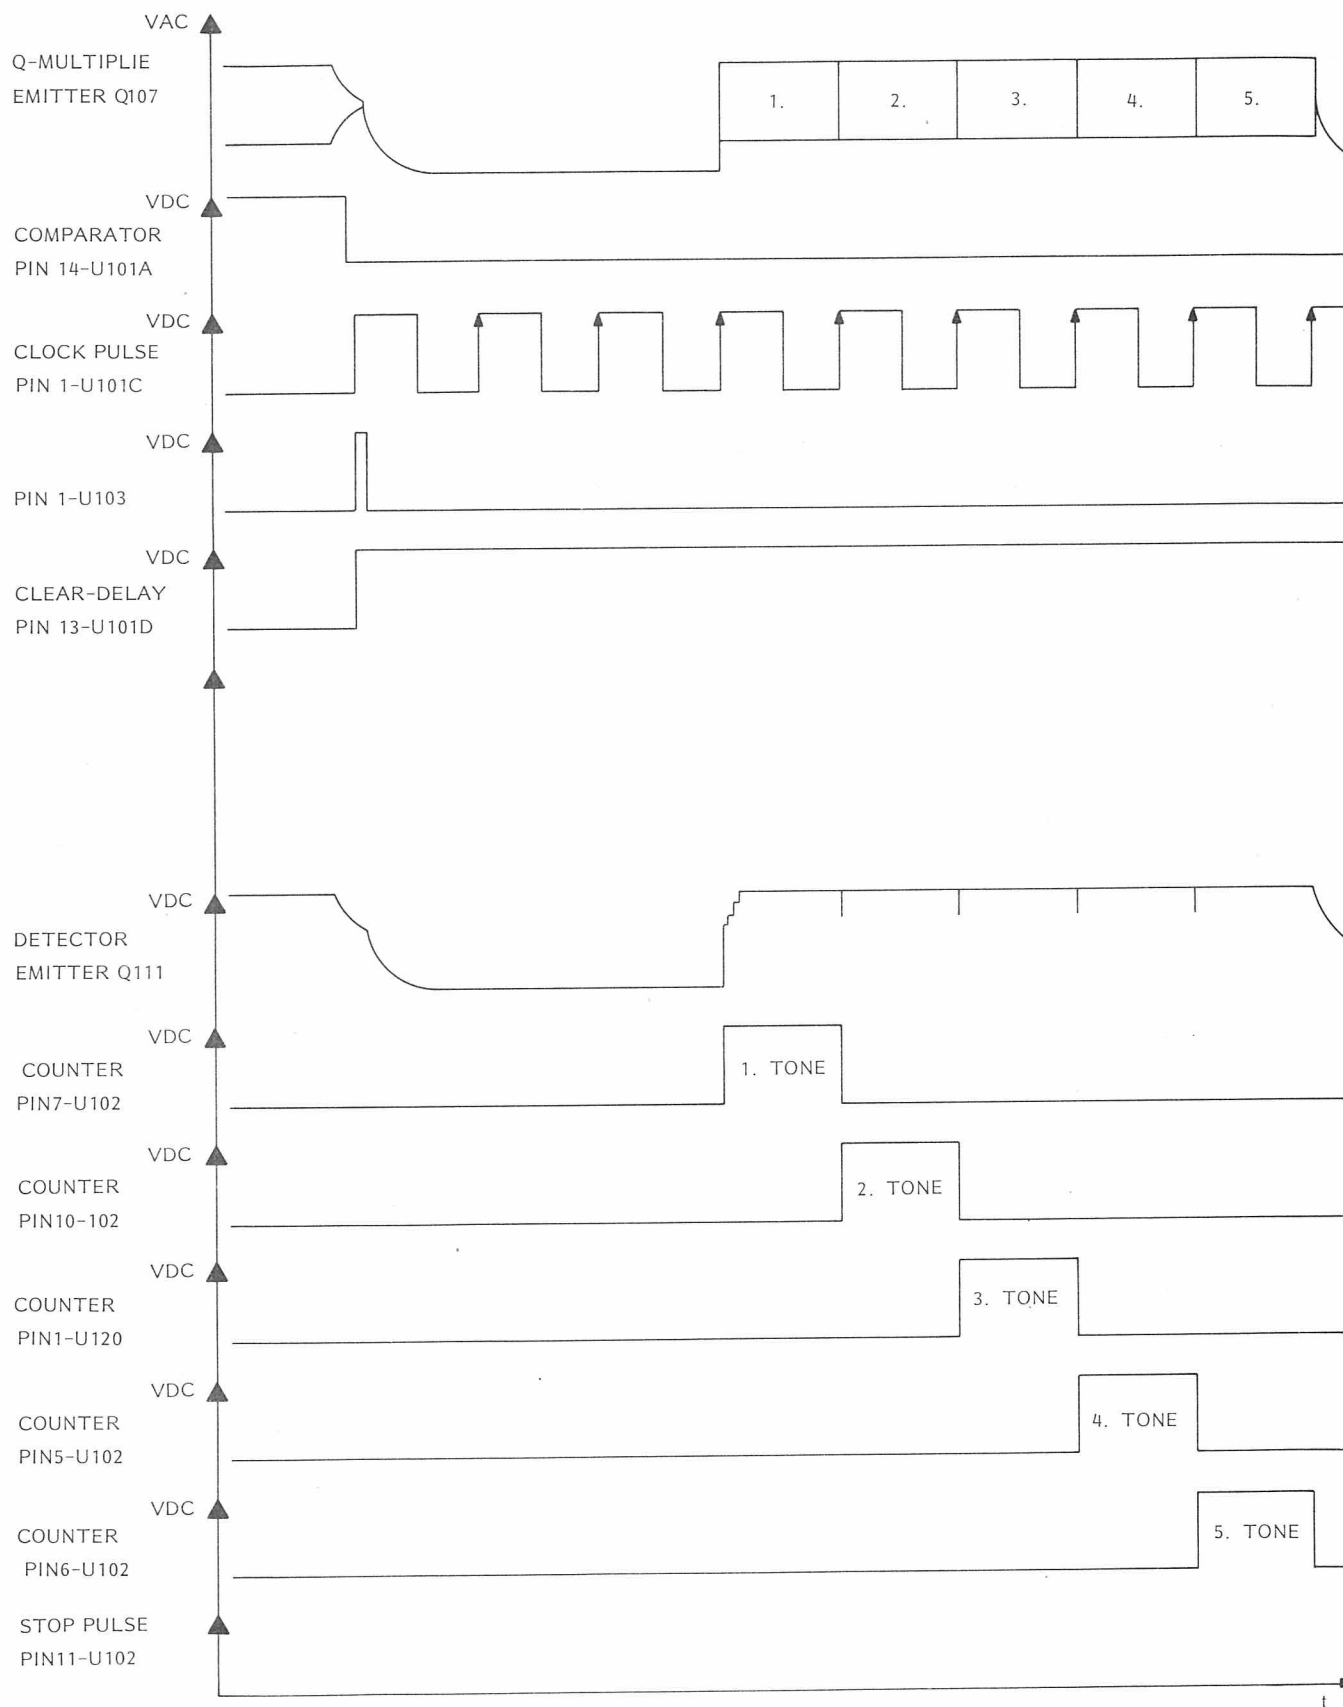 VAC
Q-MULTIPLIE
EMITTER Q107
1. 2. 3. 4. 5.
VDC
COMPARATOR
PIN 14-U101A
VDC
CLOCK PULSE
PIN 1-U101C
VDC
PIN 1-U103
VDC
CLEAR-DELAY
PIN 13-U101D
VDC
DETECTOR
EMITTER Q111
VDC
COUNTER
PIN7-U102
1. TONE
VDC
COUNTER
PIN10-102
2. TONE
VDC
COUNTER
PIN1-U120
3. TONE
VDC
COUNTER
PIN5-U102
4. TONE
VDC
COUNTER
PIN6-U102
5. TONE
STOP PULSE
PIN11-U102
t